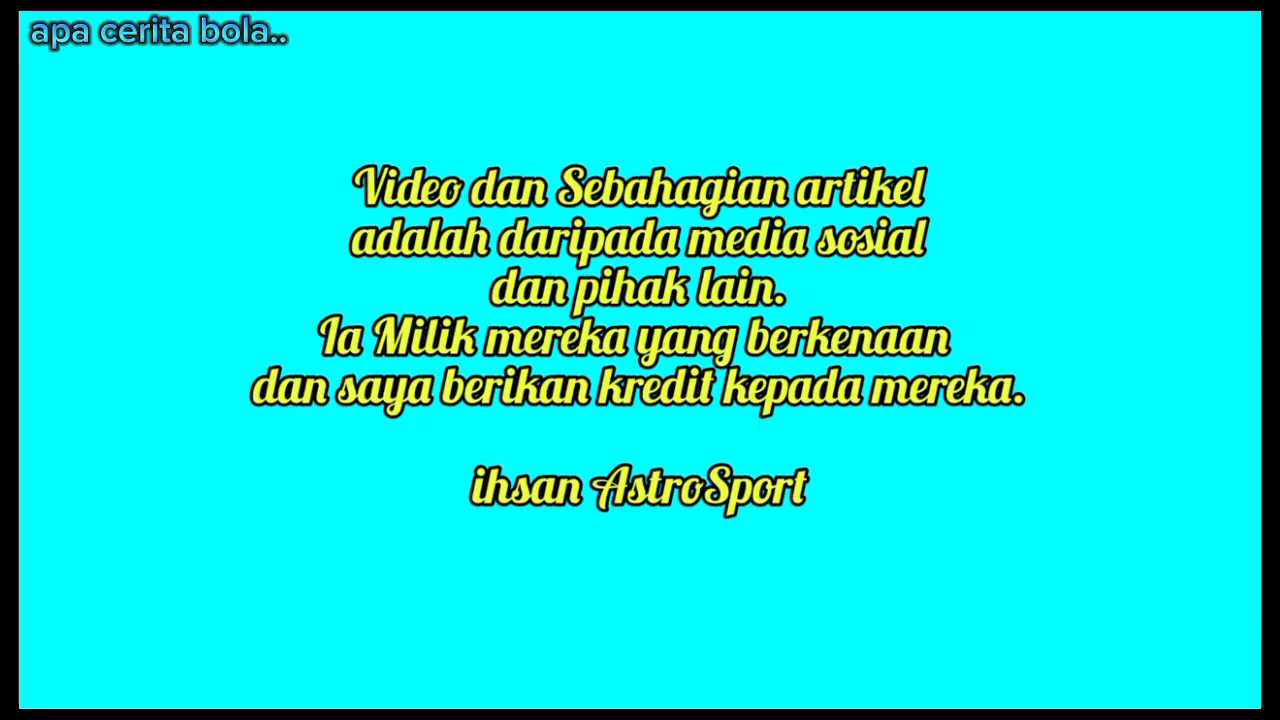 apa cerita bola..
Video dan Sebahagian artikel
adalah daripada media sosial
dan pihak lain.
Ia Milik mereka yang berkenaan
dan saya berikan kredit kepada mereka.
ihsan AstroSport